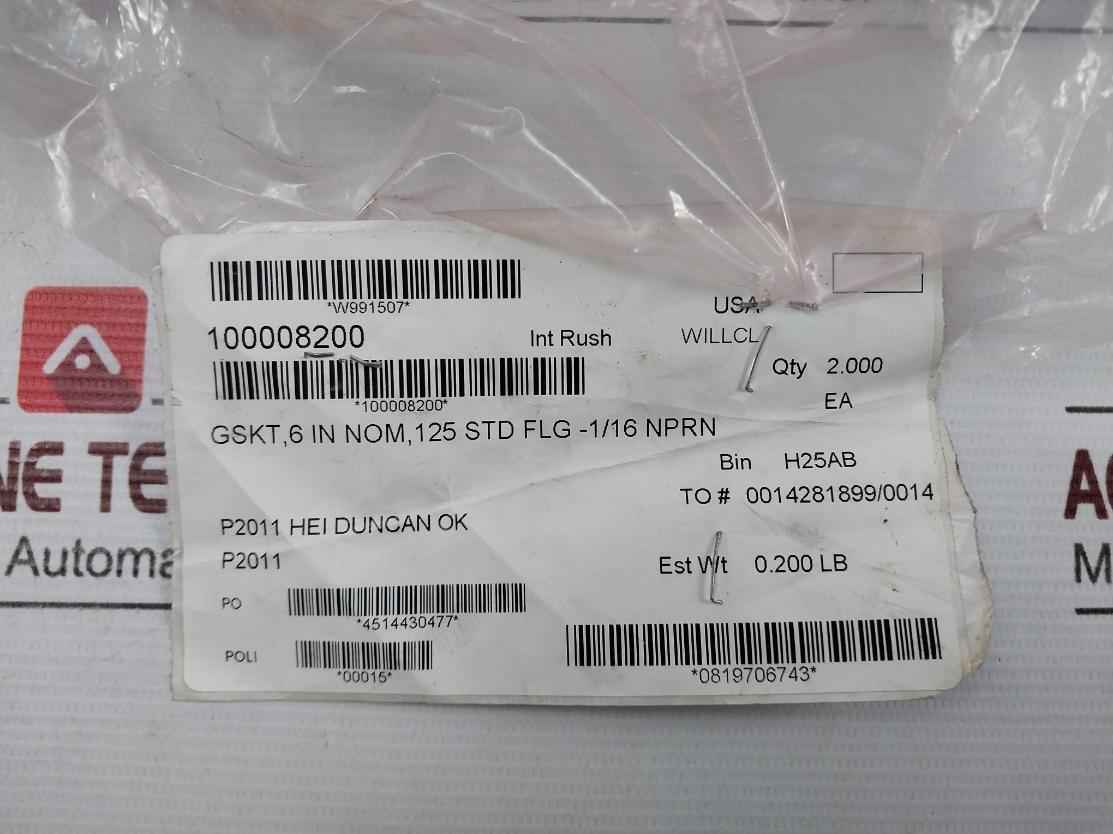 *W991507*
USA
100008200 Int Rush WILLCL
Qty 2.000
*100008200*
EA
GSKT,6 IN NOM,125 STD FLG -1/16 NPRN
Bin H25AB
TO # 0014281899/0014
P2011 HEI DUNCAN OK
P2011
Est Wt 0.200 LB
PO
*4514430477*
POLI
*00015*
*0819706743*
NE TE
Automa
A
M